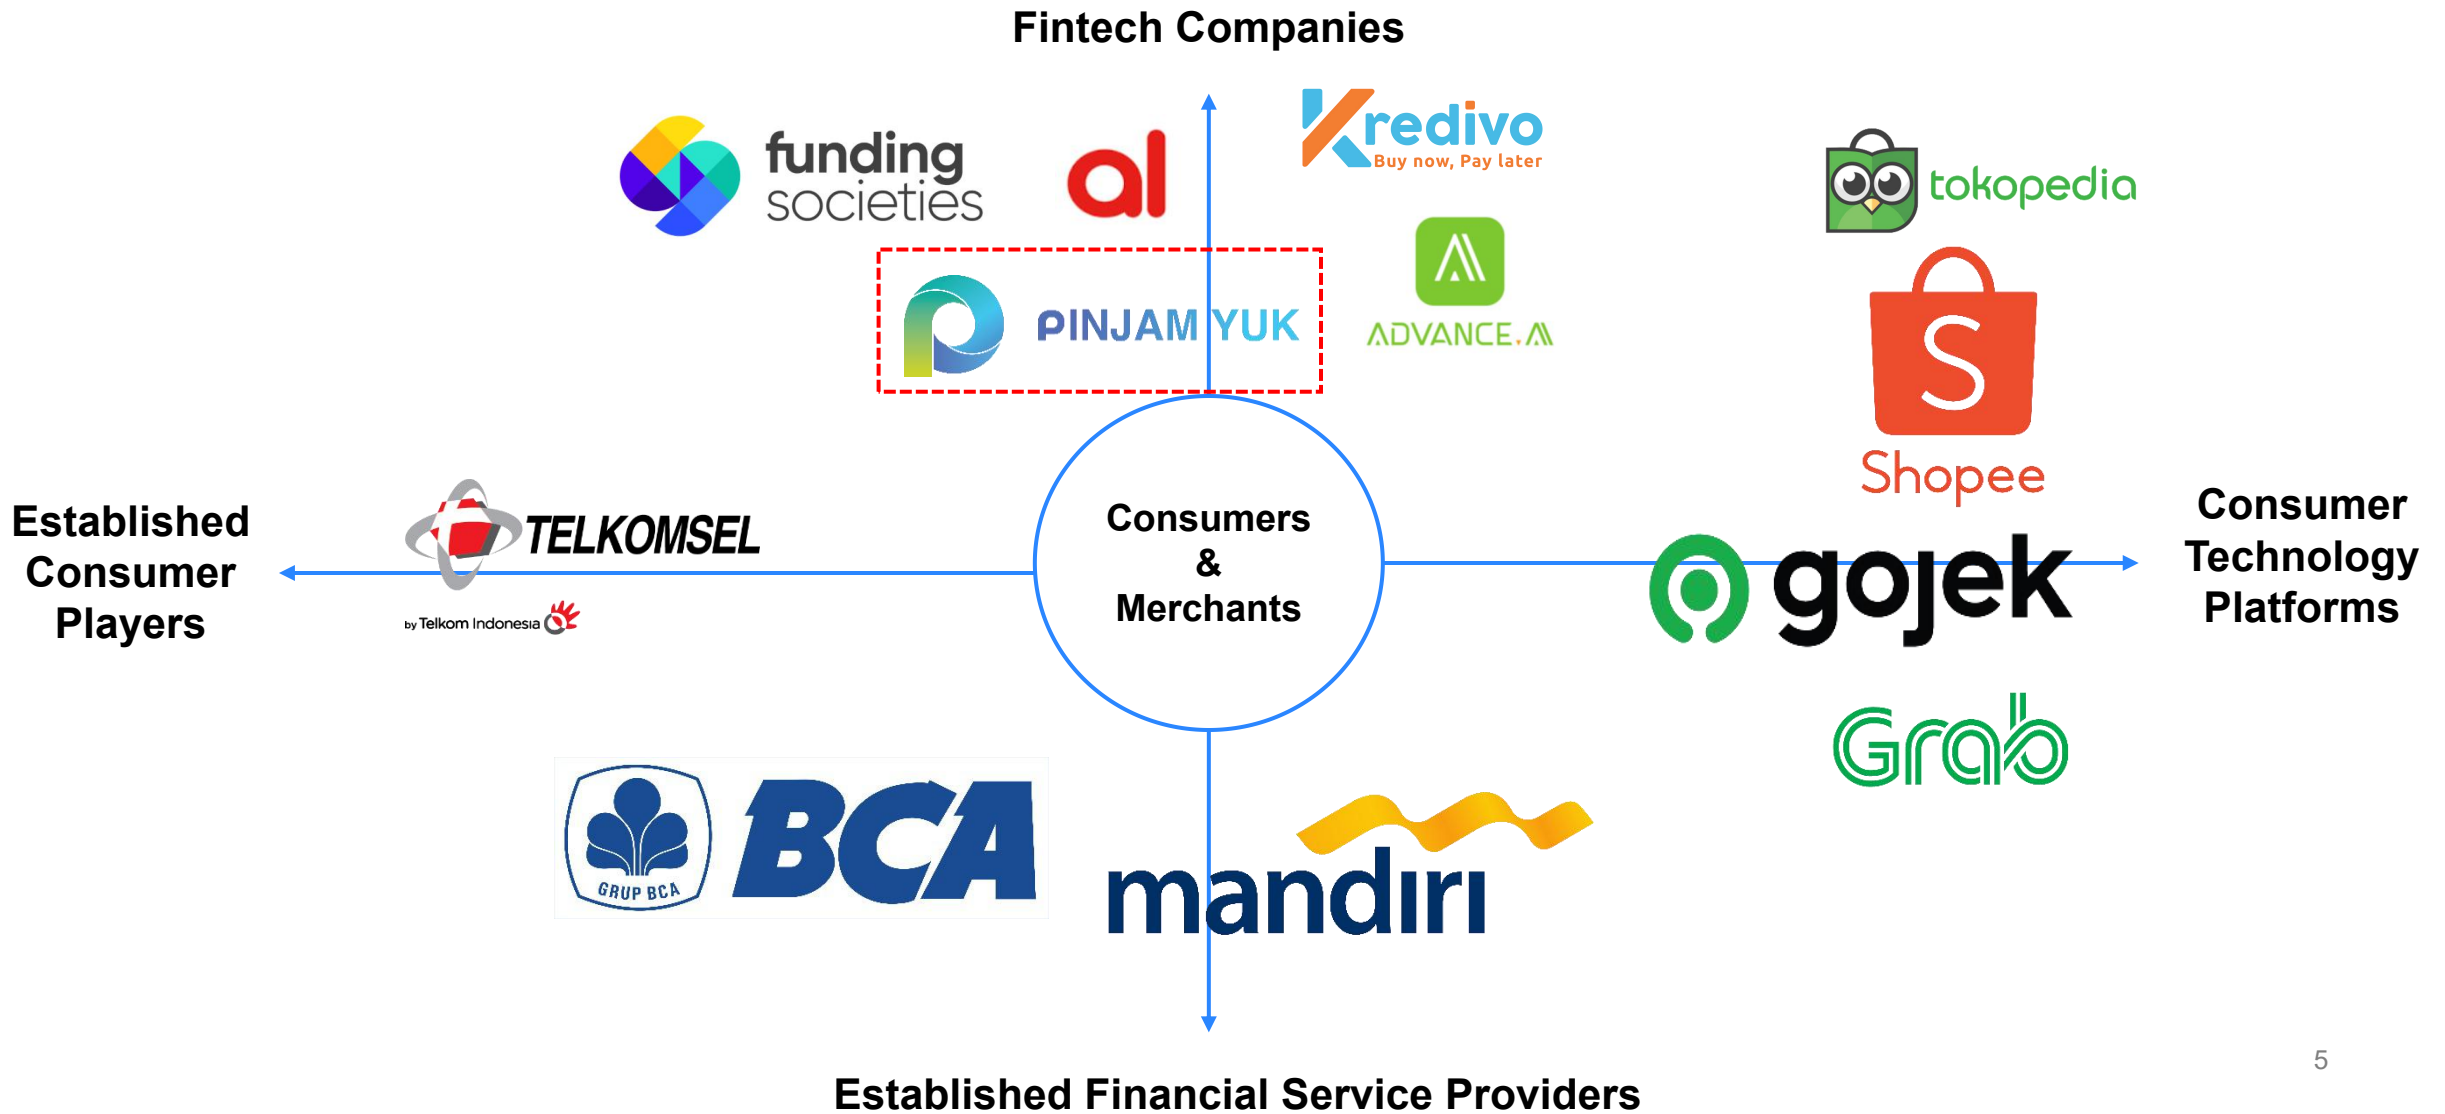 Fintech Companies
funding
societies
al
Kredivo
Buy now, Pay later
tokopedia
PINJAM YUK
ADVANCE.AI
S
Shopee
Established
Consumer
Players
TELKOMSEL
by Telkom Indonesia
Consumers
&
Merchants
gojek
Consumer
Technology
Platforms
Grab
GRUP BCA
BCA
mandiri
5
Established Financial Service Providers